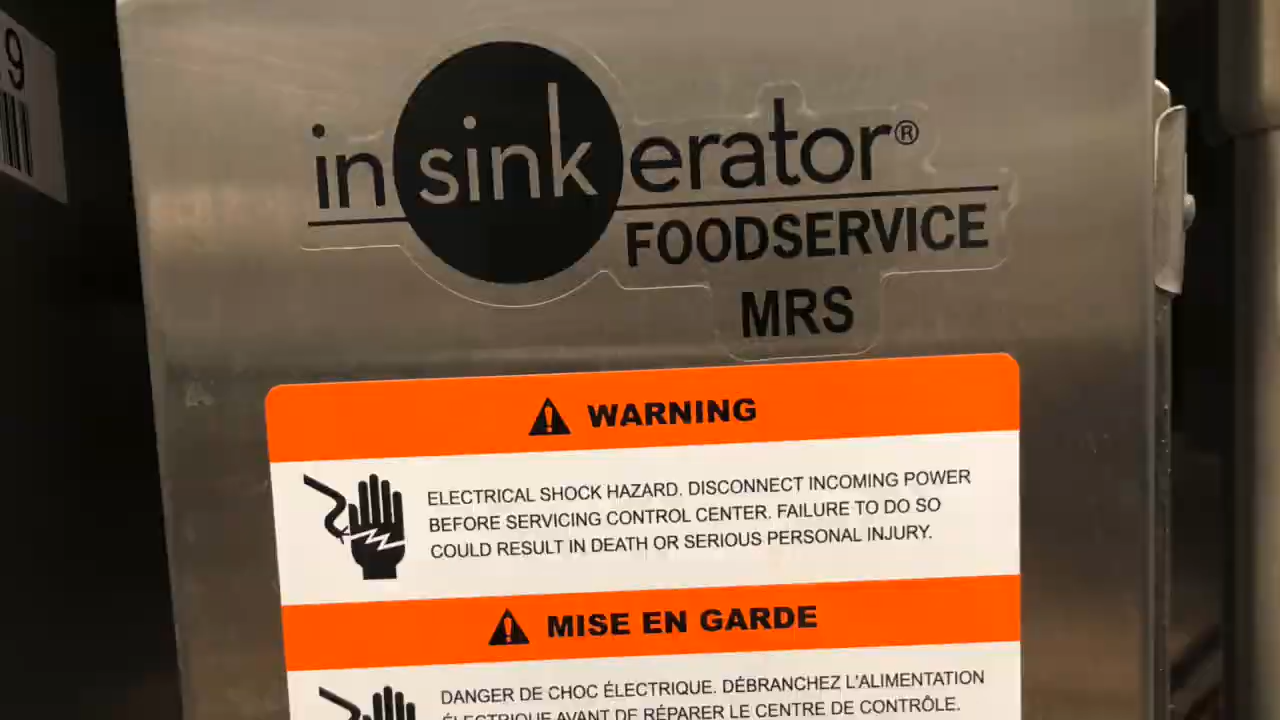 9
insinkerator®
FOODSERVICE
MRS
WARNING
ELECTRICAL SHOCK HAZARD. DISCONNECT INCOMING POWER
BEFORE SERVICING CONTROL CENTER. FAILURE TO DO SO
COULD RESULT IN DEATH OR SERIOUS PERSONAL INJURY.
MISE EN GARDE
DANGER DE CHOC ÉLECTRIQUE. DÉBRANCHEZ L'ALIMENTATION
ÉLECTRIQUE AVANT DE RÉPARER LE CENTRE DE CONTRÔLE.